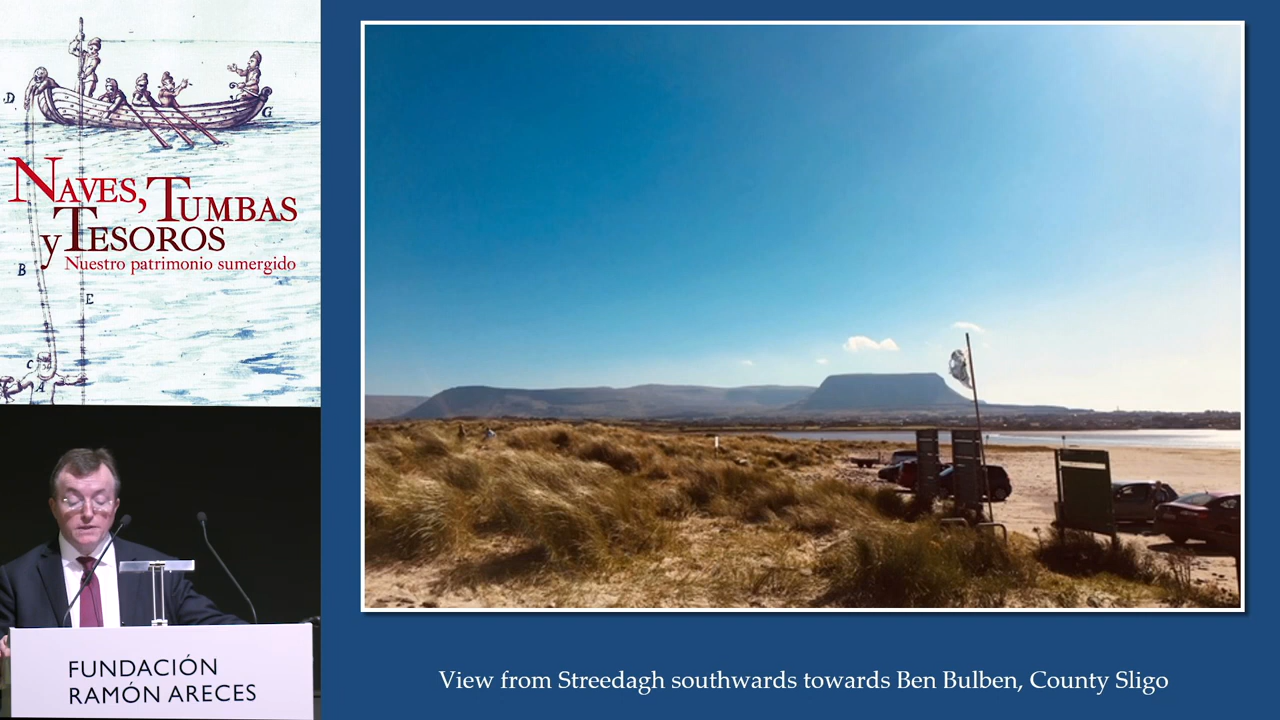 D
G
NAVES, TUMBAS
y TESOROS
Nuestro patrimonio sumergido
B
E
C
A
FUNDACIÓN
RAMÓN ARECES
View from Streedagh southwards towards Ben Bulben, County Sligo